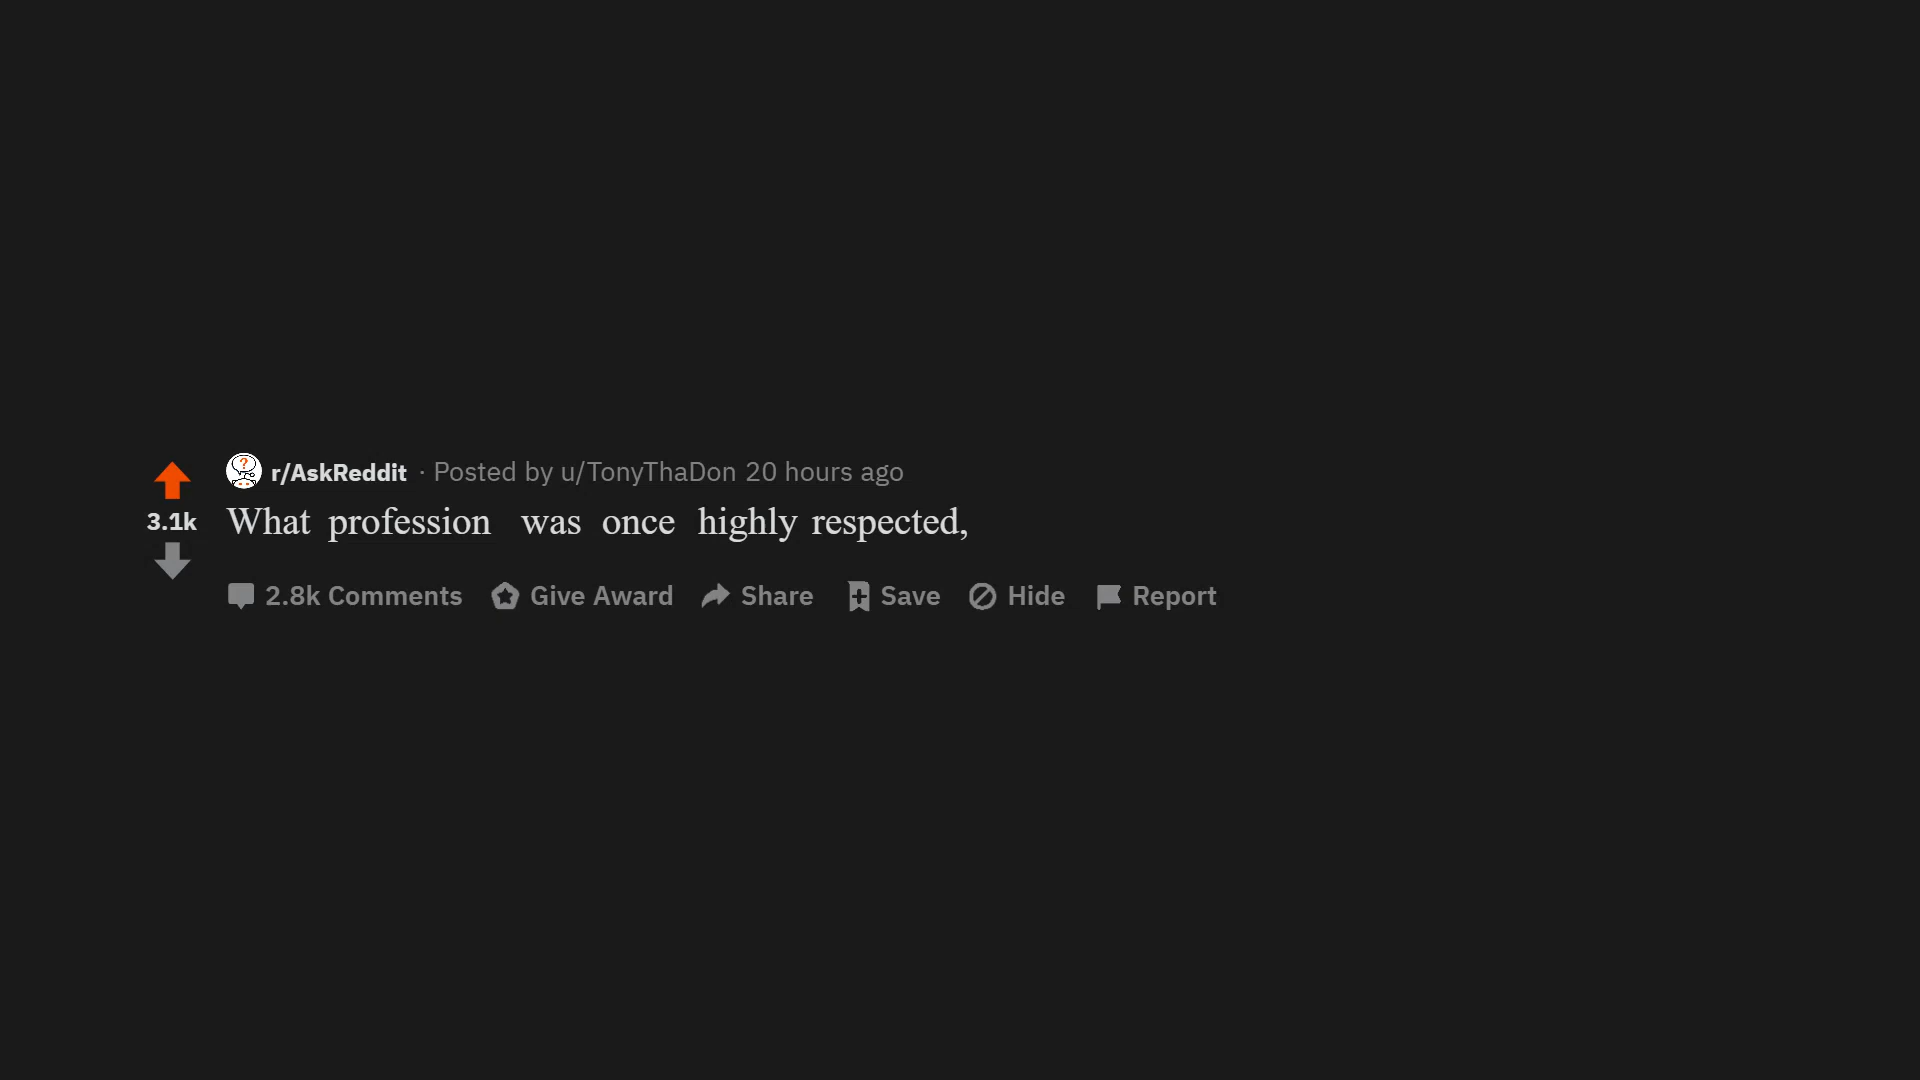 r/AskReddit · Posted by u/TonyThaDon 20 hours ago
3.1k
What profession was once highly respected,
2.8k Comments Give Award Share Save Hide Report